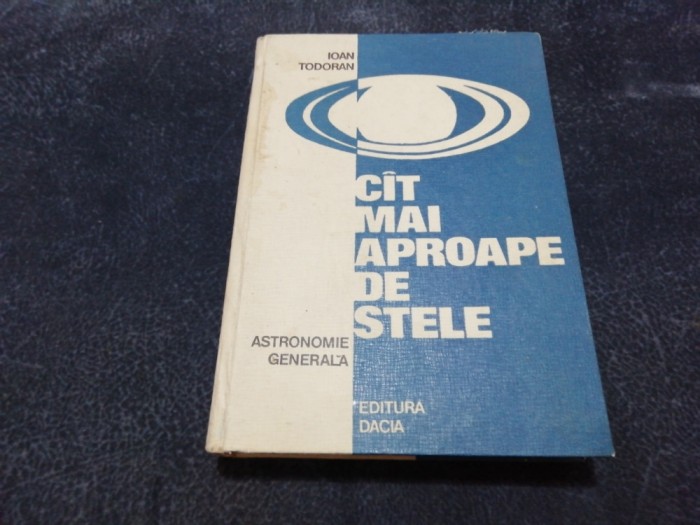 IOAN
TODORAN
CÎT
MAI
APROAPE
DE
STELE
ASTRONOMIE
GENERALĂ
EDITURA
DACIA